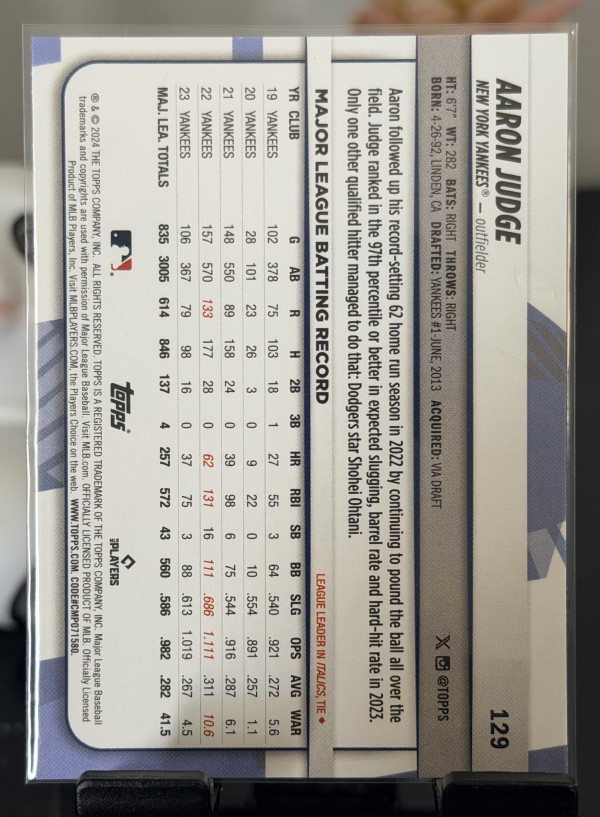 129
AARON JUDGE
NEW YORK YANKEES® — outfielder
HT: 6'7" WT: 282 BATS: RIGHT THROWS: RIGHT
BORN: 4-26-92, LINDEN, CA DRAFTED: YANKEES #1-JUNE, 2013 ACQUIRED: VIA DRAFT
@TOPPS
Aaron followed up his record-setting 62 home run season in 2022 by continuing to pound the ball all over the
field. Judge ranked in the 97th percentile or better in expected slugging, barrel rate and hard-hit rate in 2023.
Only one other qualified hitter managed to do that: Dodgers star Shohei Ohtani.
MAJOR LEAGUE BATTING RECORD LEAGUE LEADER IN ITALICS, TIE ♦
YR CLUB G AB R H 2B 3B HR RBI SB BB SLG OPS AVG WAR
19 YANKEES 102 378 75 103 18 1 27 55 3 64 .540 .921 .272 5.6
20 YANKEES 28 101 23 26 3 0 9 22 0 10 .554 .891 .257 1.1
21 YANKEES 148 550 89 158 24 0 39 98 6 75 .544 .916 .287 6.1
22 YANKEES 157 570 133 177 28 0 62 131 16 111 .686 1.111 .311 10.6
23 YANKEES 106 367 79 98 16 0 37 75 3 88 .613 1.019 .267 4.5
MAJ. LEA. TOTALS 835 3005 614 846 137 4 257 572 43 560 .586 .982 .282 41.5
topps®
MLB PLAYERS
® & © 2024 THE TOPPS COMPANY, INC. ALL RIGHTS RESERVED. TOPPS IS A REGISTERED TRADEMARK OF THE TOPPS COMPANY, INC. Major League Baseball
trademarks and copyrights are used with permission of Major League Baseball. Visit MLB.com. OFFICIALLY LICENSED PRODUCT OF MLB. Officially Licensed
Product of MLB Players, Inc. Visit MLBPLAYERS.COM, the Players Choice on the web. WWW.TOPPS.COM. CODE#CMP071580.